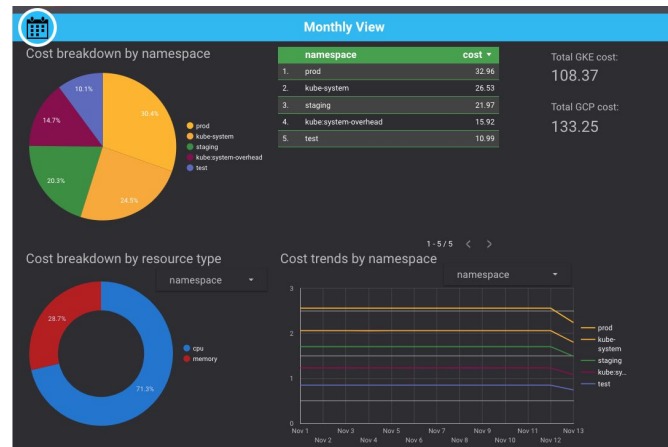 Monthly View
Cost breakdown by namespace
30.4%
24.5%
20.3%
14.7%
10.1%
prod
kube-system
staging
kube:system-overhead
test
namespace cost
1. prod 32.96
2. kube-system 26.53
3. staging 21.97
4. kube:system-overhead 15.92
5. test 10.99
1 - 5 / 5
Total GKE cost:
108.37
Total GCP cost:
133.25
Cost breakdown by resource type
namespace
28.7%
71.3%
cpu
memory
Cost trends by namespace
namespace
3
2
1
0
Nov 1 Nov 3 Nov 5 Nov 7 Nov 9 Nov 11 Nov 13
Nov 2 Nov 4 Nov 6 Nov 8 Nov 10 Nov 12
prod
kube-
system
staging
kube:sy...
test